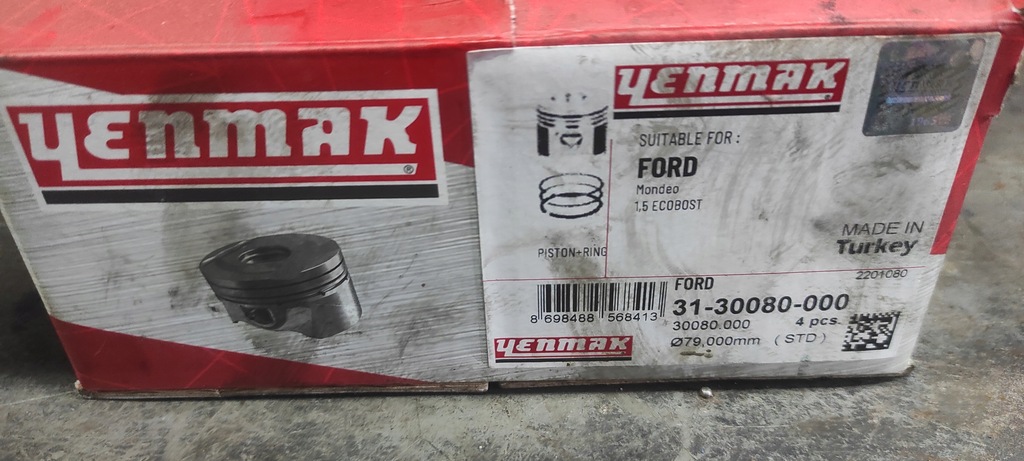 YENMAK
®
YENMAK
SUITABLE FOR :
FORD
Mondeo
1,5 ECOBOST
PISTON+RING
MADE IN
Turkey
2201080
FORD
31-30080-000
8 698488 568413
30080.000 4 pcs.
Ø79,000mm (STD)
YENMAK